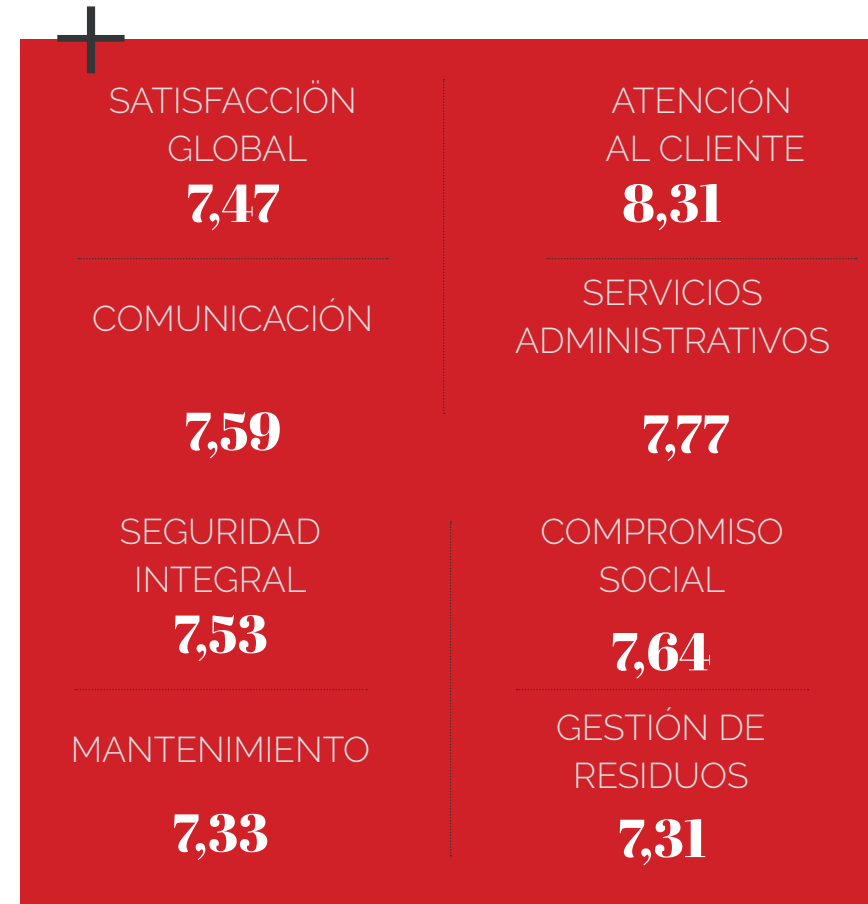 SATISFACCIÖN
GLOBAL
7,47
ATENCIÓN
AL CLIENTE
8,31
COMUNICACIÓN
7,59
SERVICIOS
ADMINISTRATIVOS
7,77
SEGURIDAD
INTEGRAL
7,53
COMPROMISO
SOCIAL
7,64
MANTENIMIENTO
7,33
GESTIÓN DE
RESIDUOS
7,31